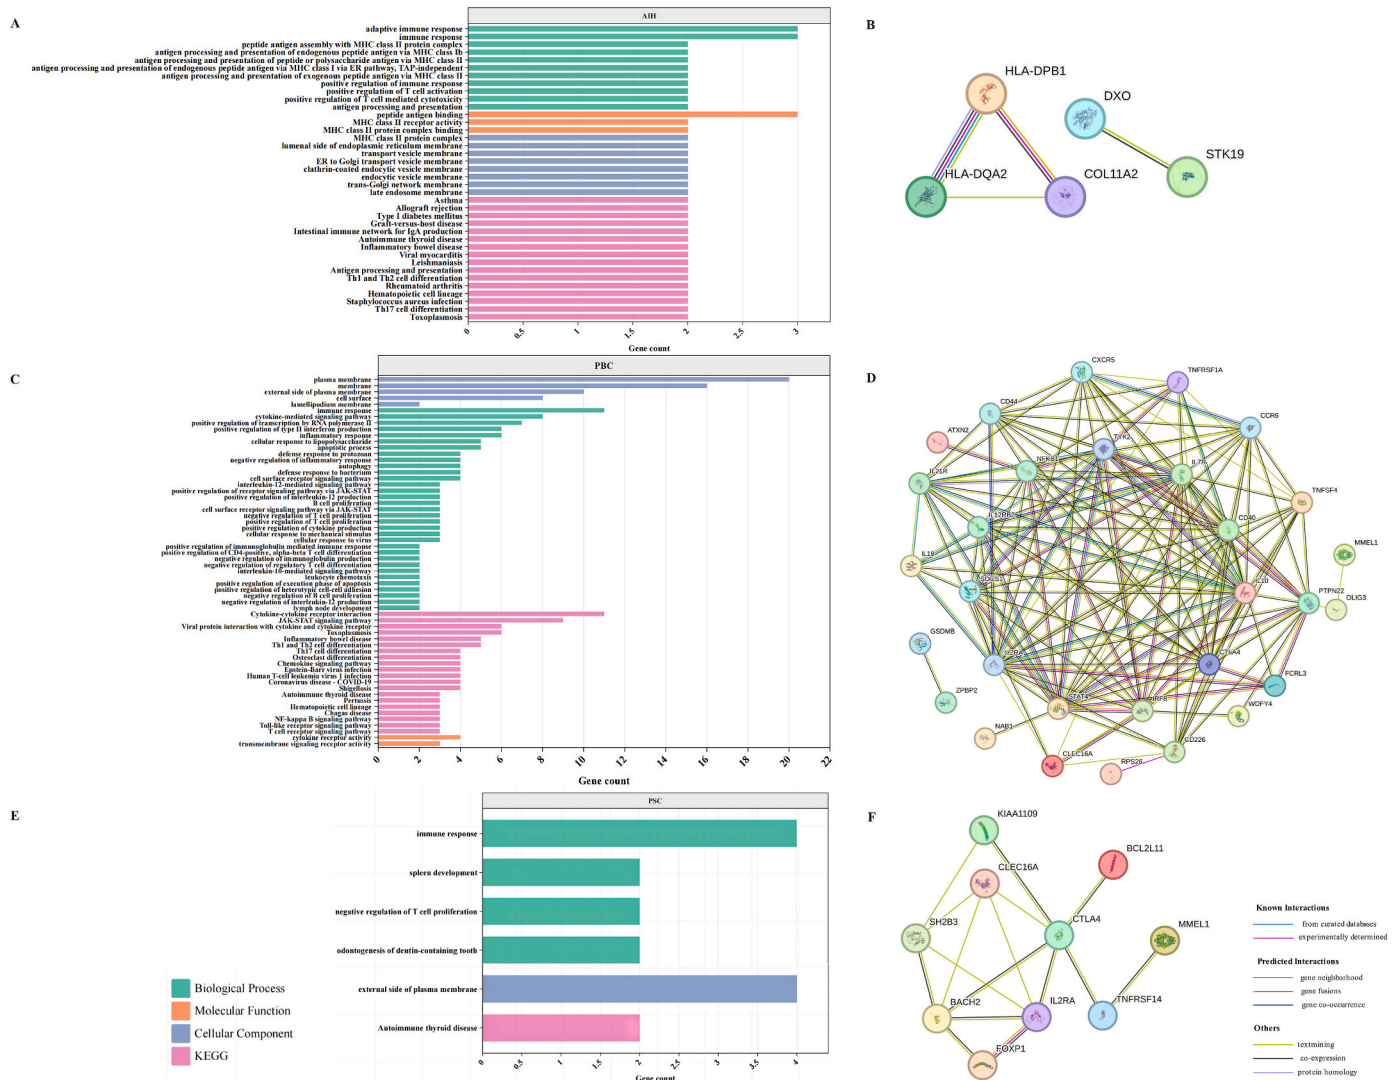 A
AIH
adaptive immune response
immune response
peptide antigen assembly with MHC class II protein complex
antigen processing and presentation of endogenous peptide antigen via MHC class Ib
antigen processing and presentation of peptide or polysaccharide antigen via MHC class II
antigen processing and presentation of endogenous peptide antigen via MHC class I via ER pathway, TAP-independent
antigen processing and presentation of exogenous peptide antigen via MHC class II
positive regulation of immune response
positive regulation of T cell activation
positive regulation of T cell mediated cytotoxicity
antigen processing and presentation
peptide antigen binding
MHC class II receptor activity
MHC class II protein complex binding
MHC class II protein complex
lumenal side of endoplasmic reticulum membrane
transport vesicle membrane
ER to Golgi transport vesicle membrane
clathrin-coated endocytic vesicle membrane
endocytic vesicle membrane
trans-Golgi network membrane
late endosome membrane
Asthma
Allograft rejection
Type I diabetes mellitus
Graft-versus-host disease
Intestinal immune network for IgA production
Autoimmune thyroid disease
Inflammatory bowel disease
Viral myocarditis
Leishmaniasis
Antigen processing and presentation
Th1 and Th2 cell differentiation
Rheumatoid arthritis
Hematopoietic cell lineage
Staphylococcus aureus infection
Th17 cell differentiation
Toxoplasmosis
0 0.5 1 1.5 2 2.5 3
Gene count
B
HLA-DPB1
DXO
STK19
HLA-DQA2
COL11A2
C
PBC
plasma membrane
membrane
external side of plasma membrane
cell surface
lamellipodium membrane
immune response
cytokine-mediated signaling pathway
positive regulation of transcription by RNA polymerase II
positive regulation of type II interferon production
inflammatory response
cellular response to lipopolysaccharide
apoptotic process
defense response to protozoan
negative regulation of inflammatory response
autophagy
defense response to bacterium
cell surface receptor signaling pathway
interleukin-12-mediated signaling pathway
positive regulation of receptor signaling pathway via JAK-STAT
positive regulation of interleukin-12 production
B cell proliferation
cell surface receptor signaling pathway via JAK-STAT
negative regulation of T cell proliferation
positive regulation of T cell proliferation
positive regulation of cytokine production
cellular response to mechanical stimulus
cellular response to virus
positive regulation of immunoglobulin mediated immune response
positive regulation of CD4-positive, alpha-beta T cell differentiation
negative regulation of immunoglobulin production
negative regulation of regulatory T cell differentiation
interleukin-10-mediated signaling pathway
leukocyte chemotaxis
positive regulation of execution phase of apoptosis
positive regulation of heterotypic cell-cell adhesion
negative regulation of B cell proliferation
negative regulation of interleukin-12 production
lymph node development
Cytokine-cytokine receptor interaction
JAK-STAT signaling pathway
Viral protein interaction with cytokine and cytokine receptor
Toxoplasmosis
Inflammatory bowel disease
Th1 and Th2 cell differentiation
Th17 cell differentiation
Osteoclast differentiation
Chemokine signaling pathway
Epstein-Barr virus infection
Human T-cell leukemia virus 1 infection
Coronavirus disease - COVID-19
Shigellosis
Autoimmune thyroid disease
Pertussis
Hematopoietic cell lineage
Chagas disease
NF-kappa B signaling pathway
Toll-like receptor signaling pathway
T cell receptor signaling pathway
cytokine receptor activity
transmembrane signaling receptor activity
0 2 4 6 8 10 12 14 16 18 20 22
Gene count
D
CXCR5
TNFRSF1A
CD44
CCR6
ATXN2
TYK2
NFKB1
IL7R
IL21R
TNFSF4
IL12RB2
CD40
MMEL1
IL19
SOCS1
IL10
PTPN22
OLIG3
GSDMB
IL2RA
CTLA4
FCRL3
ZPBP2
STAT4
IRF8
WDFY4
NAB1
CD226
CLEC16A
RPS26
E
PSC
immune response
spleen development
negative regulation of T cell proliferation
odontogenesis of dentin-containing tooth
external side of plasma membrane
Autoimmune thyroid disease
0 0.5 1 1.5 2 2.5 3 3.5 4
Gene count
Biological Process
Molecular Function
Cellular Component
KEGG
F
KIAA1109
BCL2L11
CLEC16A
SH2B3
CTLA4
MMEL1
BACH2
IL2RA
TNFRSF14
FOXP1
Known Interactions
from curated databases
experimentally determined
Predicted Interactions
gene neighborhood
gene fusions
gene co-occurrence
Others
textmining
co-expression
protein homology